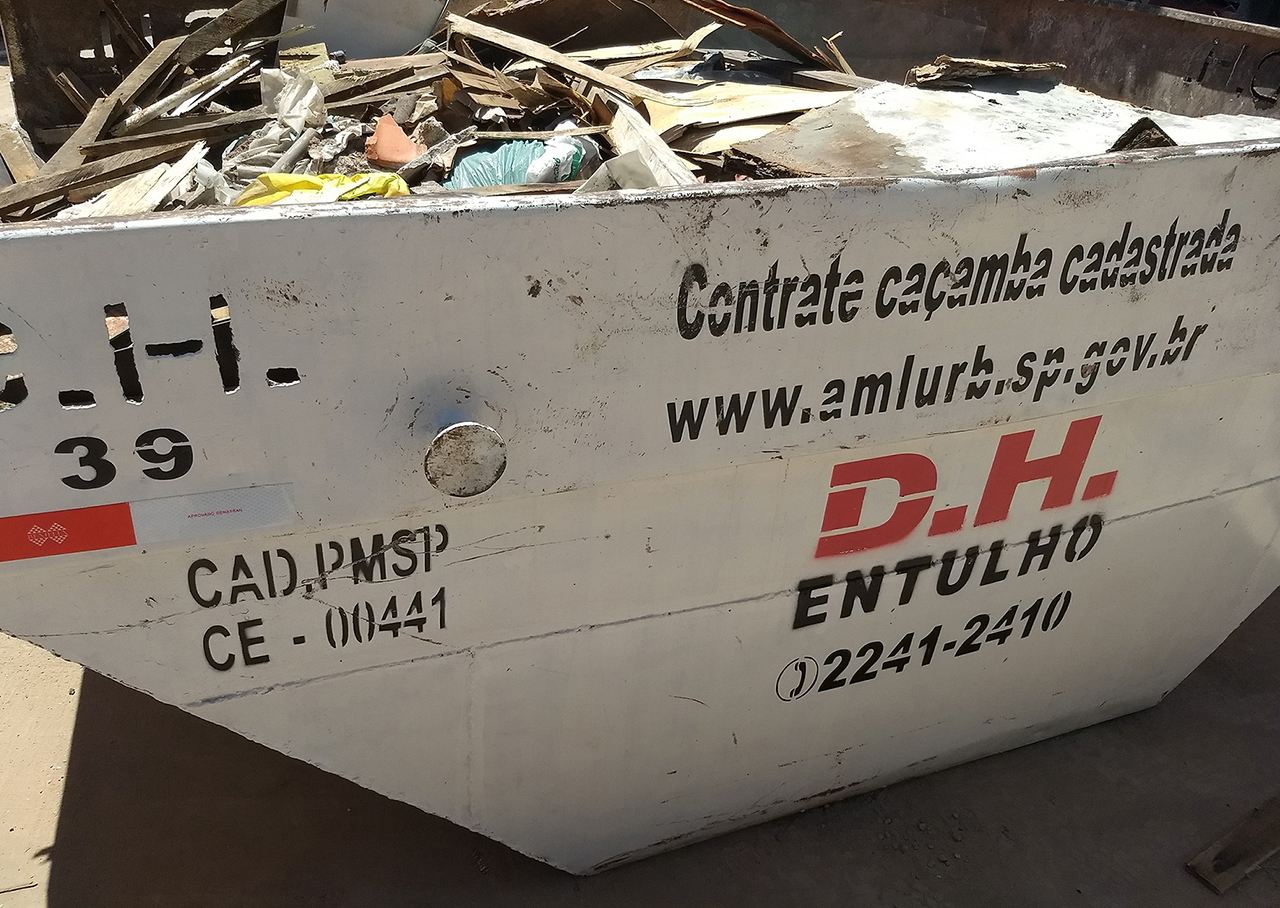 .H.
39
CAD.PMSP
CE - 00441
Contrate caçamba cadastrada
www.amlurb.sp.gov.br
D.H.
ENTULHO
2241-2410